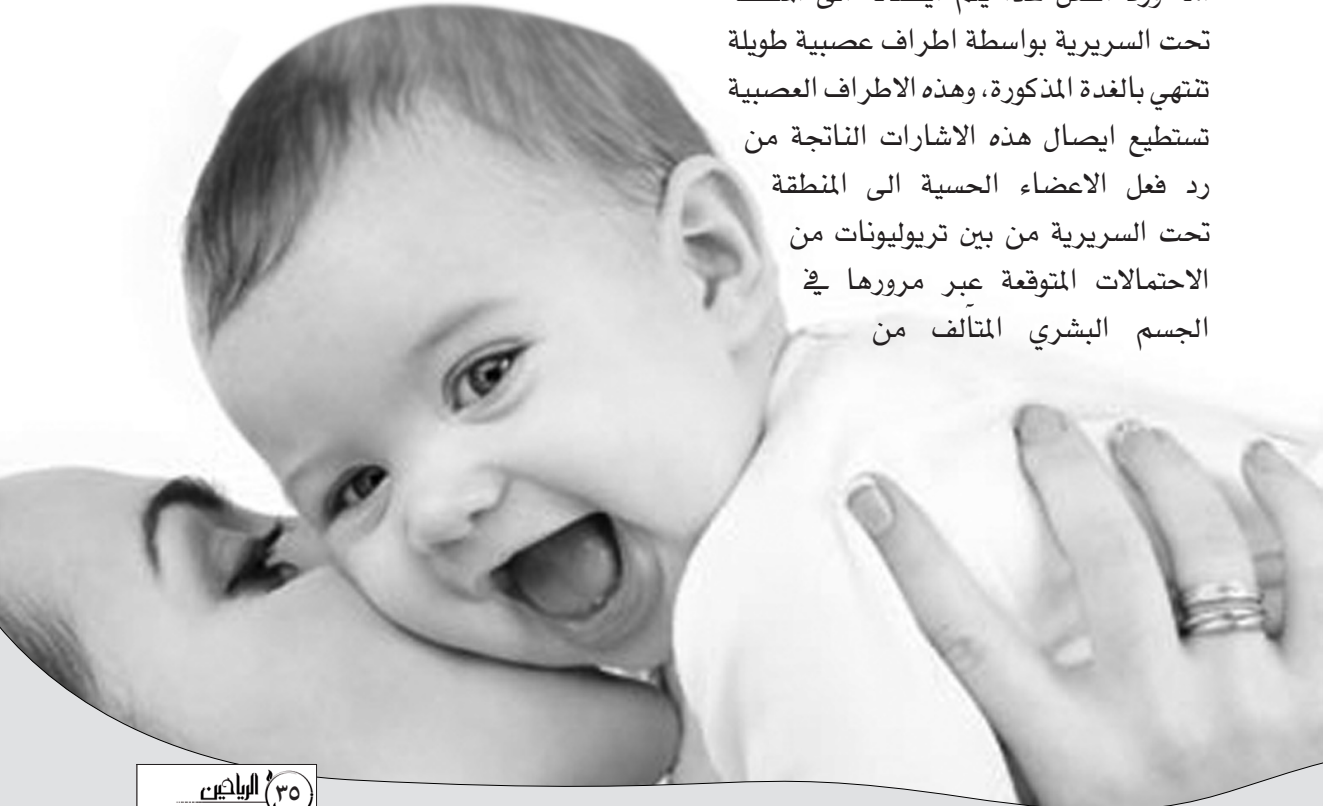 تحت السريرية بواسطة اطراف عصبية طويلة
تنتهي بالغدة المذكورة، وهذه الاطراف العصبية
تستطيع ايصال هذه الاشارات الناتجة من
رد فعل الاعضاء الحسية الى المنطقة
تحت السريرية من بين تريوليونات من
الاحتمالات المتوقعة عبر مرورها في
الجسم البشري المتآلف من
الرياحين
٣٥